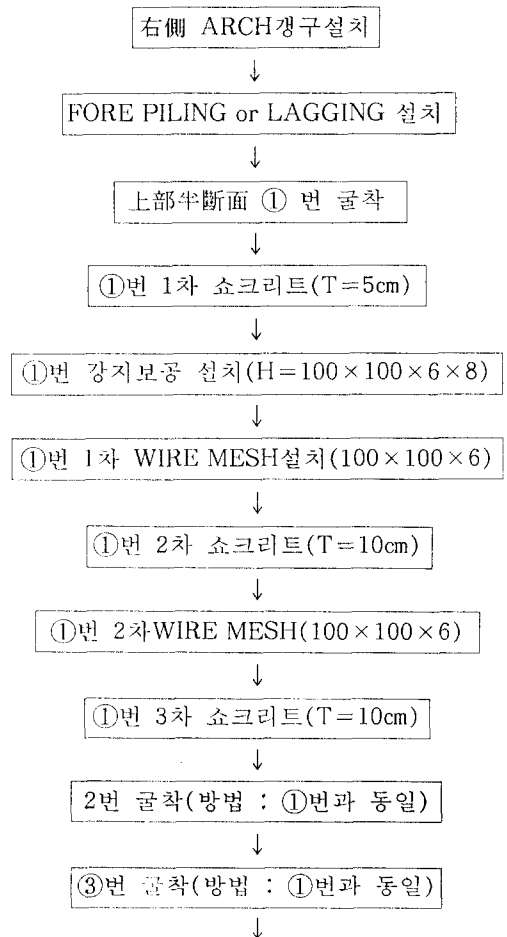 右側 ARCH갱구설치
↓
FORE PILING or LAGGING 설치
↓
上部半斷面 ① 번 굴착
↓
①번 1차 쇼크리트(T=5cm)
↓
①번 강지보공 설치(H=100×100×6×8)
↓
①번 1차 WIRE MESH설치(100×100×6)
↓
①번 2차 쇼크리트(T=10cm)
↓
①번 2차WIRE MESH(100×100×6)
↓
①번 3차 쇼크리트(T=10cm)
↓
2번 굴착(방법 : ①번과 동일)
↓
③번 굴착(방법 : ①번과 동일)
↓